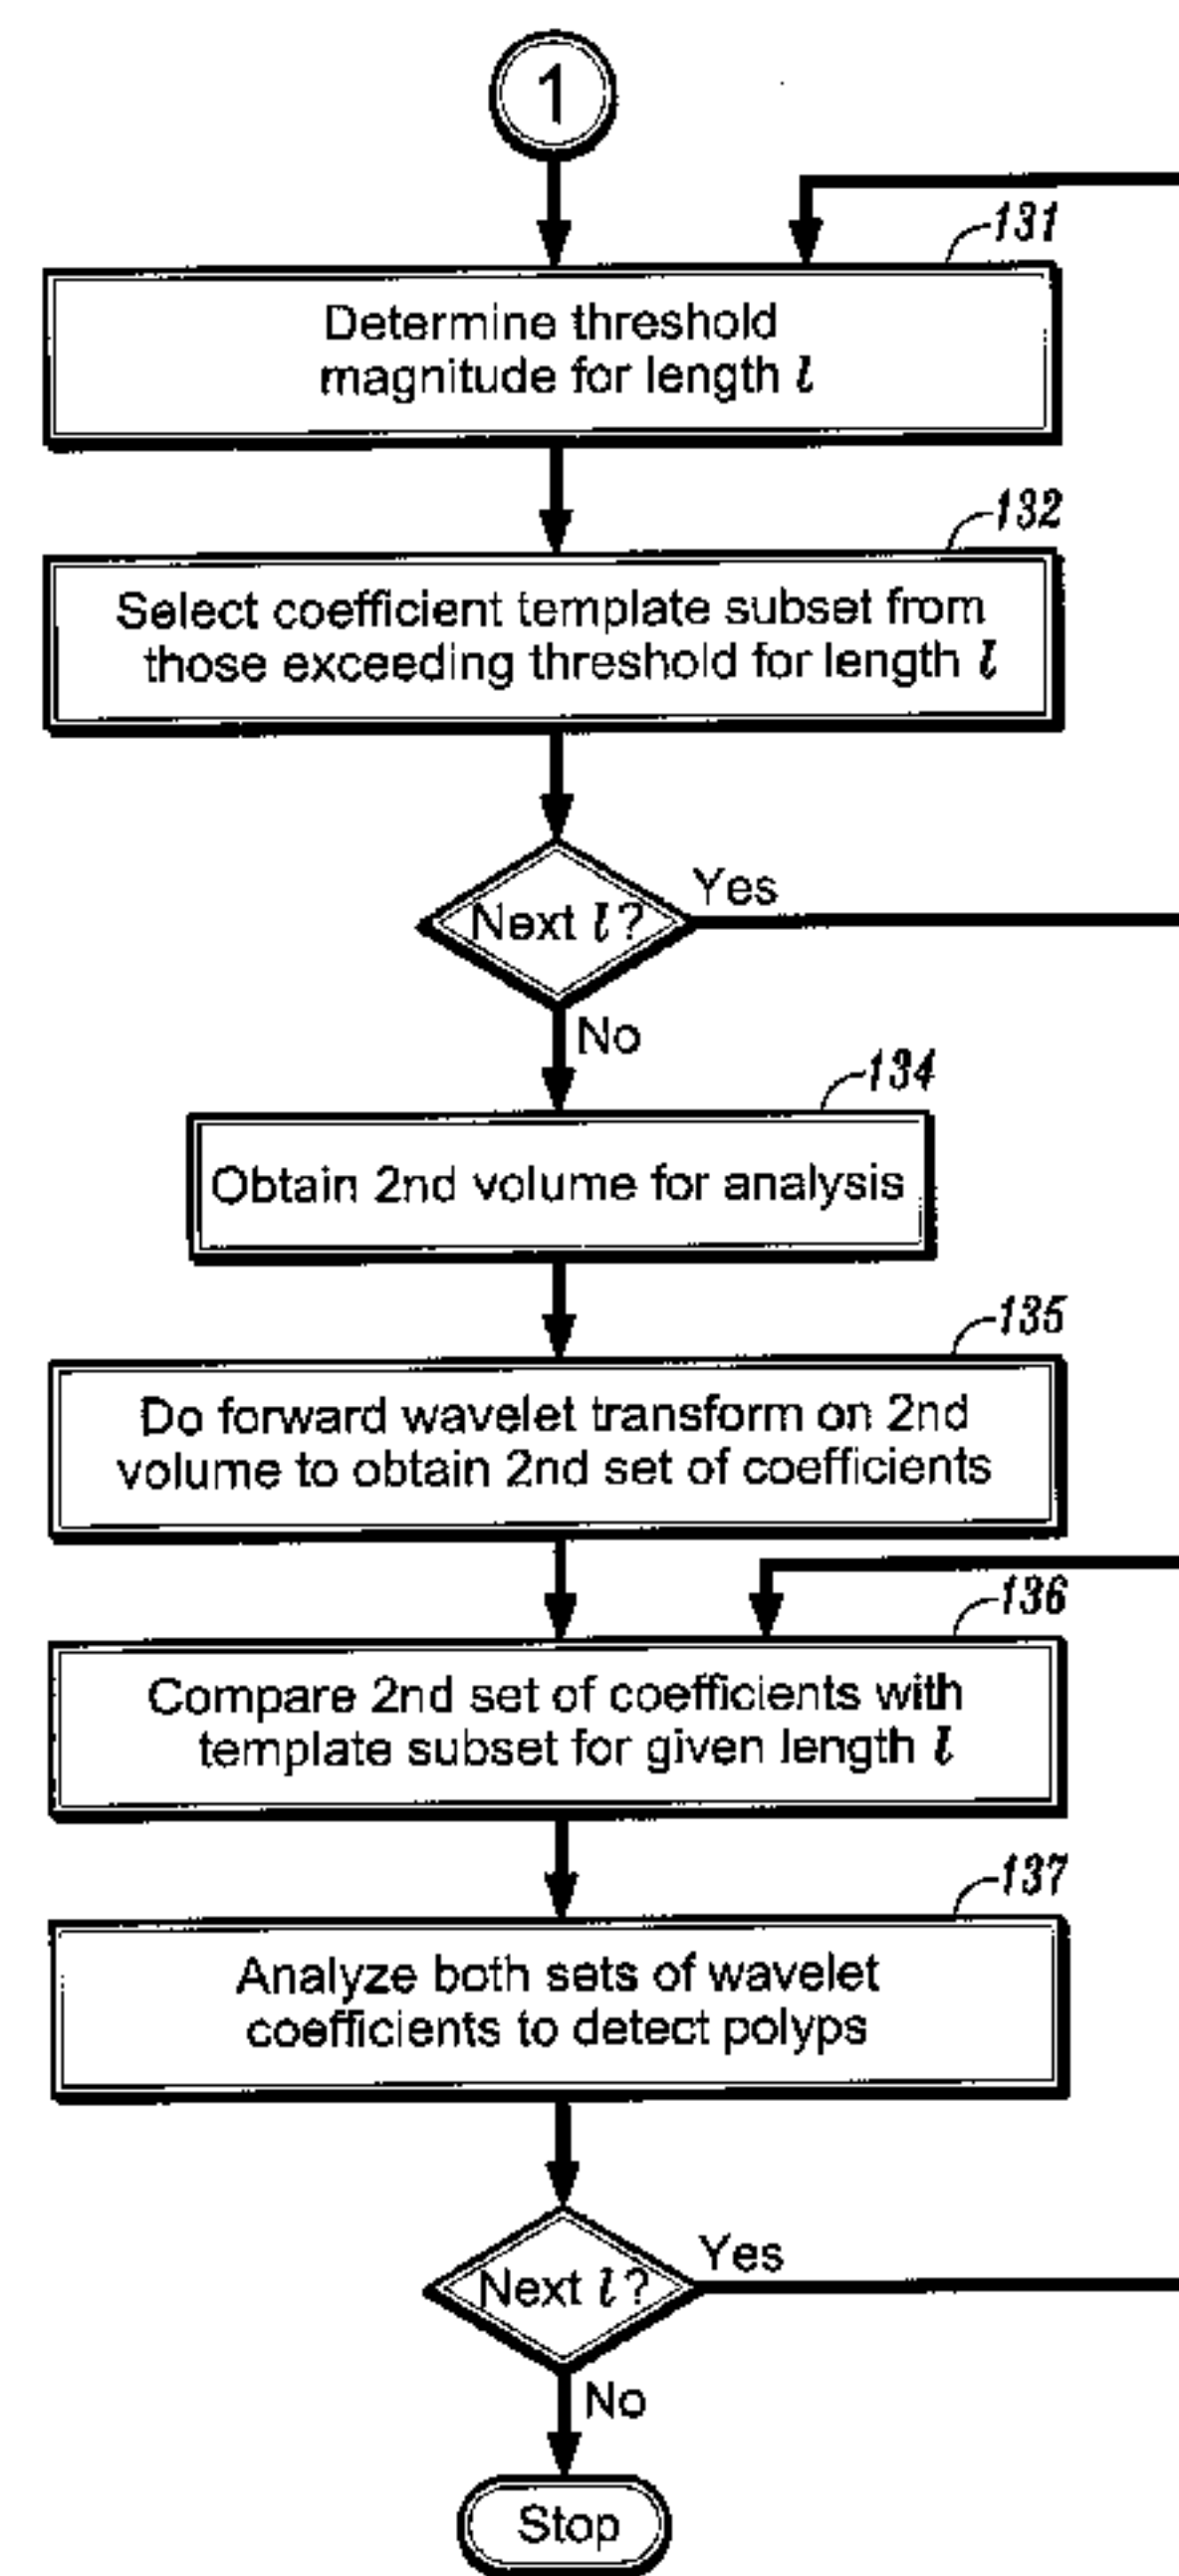 1
131
Determine threshold
magnitude for length l
132
Select coefficient template subset from
those exceeding threshold for length l
Next l?
Yes
No
134
Obtain 2nd volume for analysis
135
Do forward wavelet transform on 2nd
volume to obtain 2nd set of coefficients
136
Compare 2nd set of coefficients with
template subset for given length l
137
Analyze both sets of wavelet
coefficients to detect polyps
Next l?
Yes
No
Stop